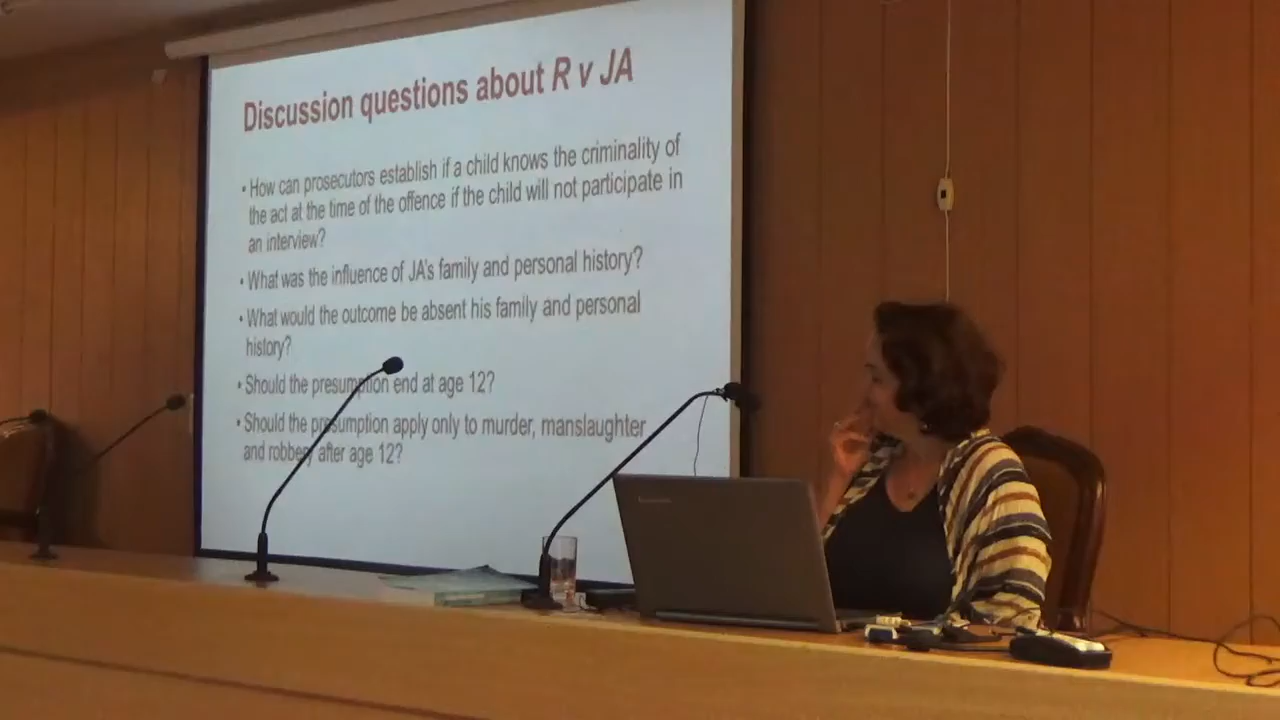 Discussion questions about R v JA
• How can prosecutors establish if a child knows the criminality of
the act at the time of the offence if the child will not participate in
an interview?
• What was the influence of JA's family and personal history?
• What would the outcome be absent his family and personal
history?
• Should the presumption end at age 12?
• Should the presumption apply only to murder, manslaughter
and robbery after age 12?